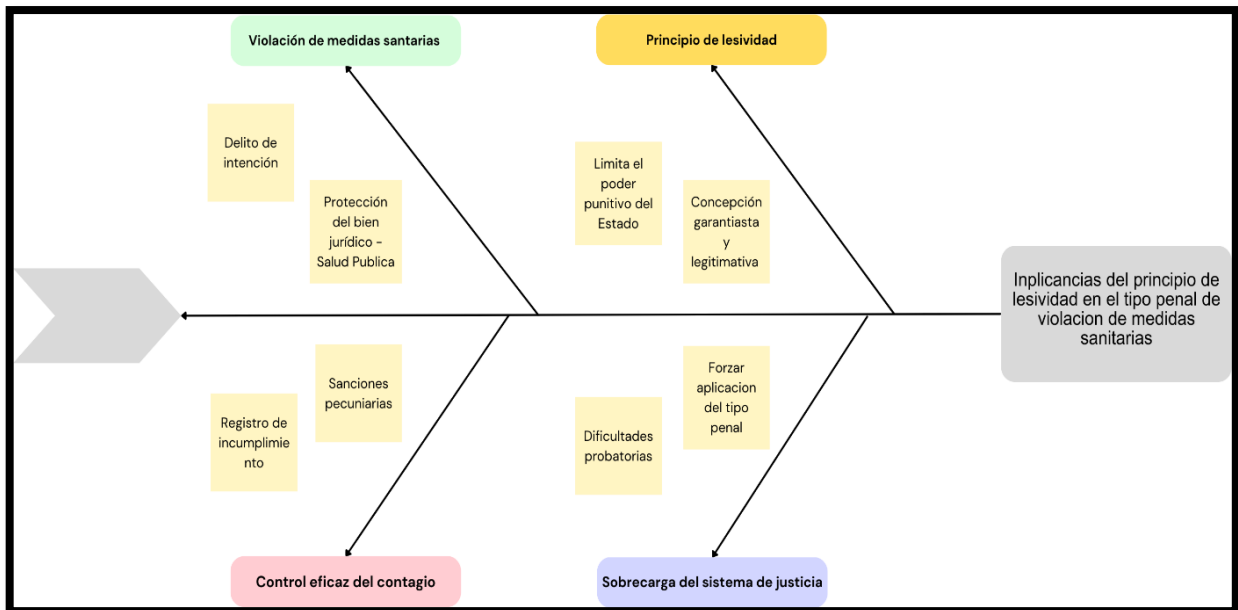 Violación de medidas santarias
Principio de lesividad
Delito de
intención
Protección
del bien
jurídico -
Salud Publica
Limita el
poder
punitivo del
Estado
Concepción
garantiasta
y
legitimativa
Inplicancias del principio de
lesividad en el tipo penal de
violacion de medidas
sanitarias
Registro de
incumplimie
nto
Sanciones
pecuniarias
Dificultades
probatorias
Forzar
aplicacion
del tipo
penal
Control eficaz del contagio
Sobrecarga del sistema de justicia